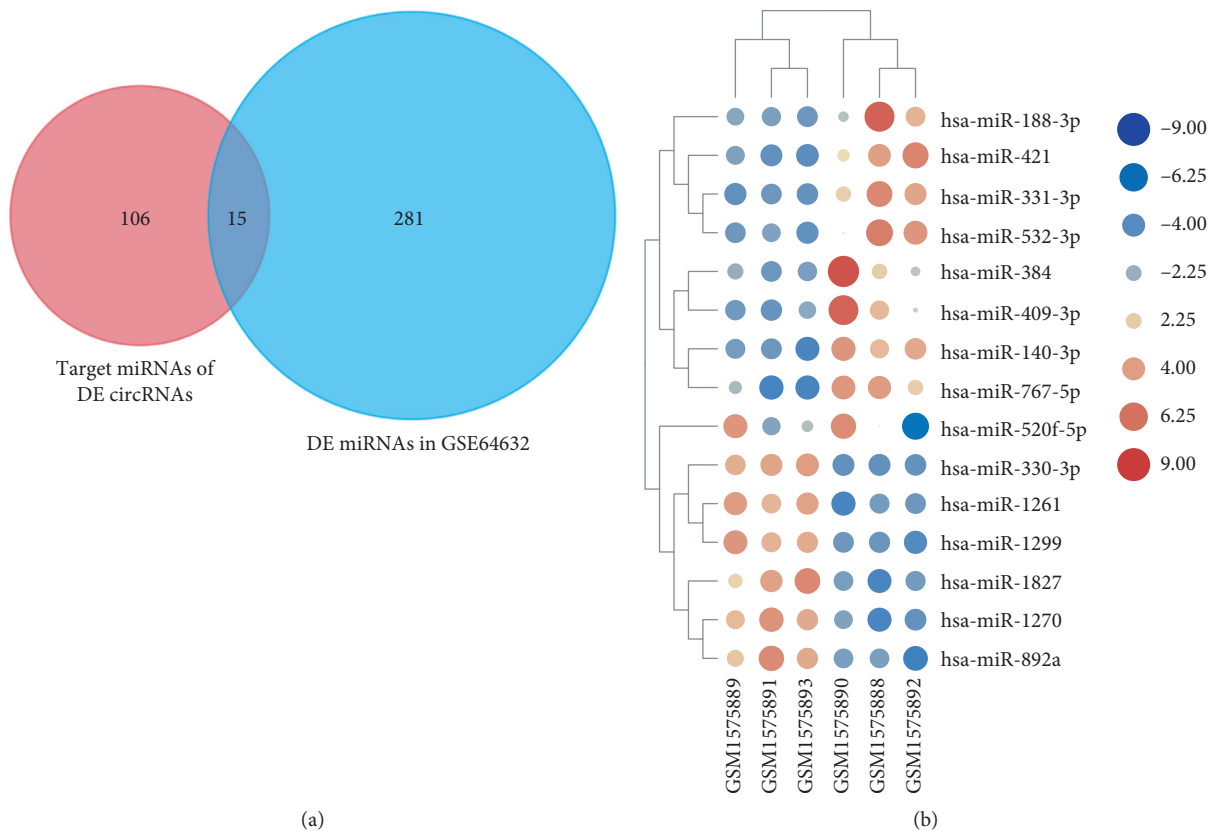 106
15
281
Target miRNAs of
DE circRNAs
DE miRNAs in GSE64632
(a)
hsa-miR-188-3p
hsa-miR-421
hsa-miR-331-3p
hsa-miR-532-3p
hsa-miR-384
hsa-miR-409-3p
hsa-miR-140-3p
hsa-miR-767-5p
hsa-miR-520f-5p
hsa-miR-330-3p
hsa-miR-1261
hsa-miR-1299
hsa-miR-1827
hsa-miR-1270
hsa-miR-892a
GSM1575889
GSM1575891
GSM1575893
GSM1575890
GSM1575888
GSM1575892
−9.00
−6.25
−4.00
−2.25
2.25
4.00
6.25
9.00
(b)